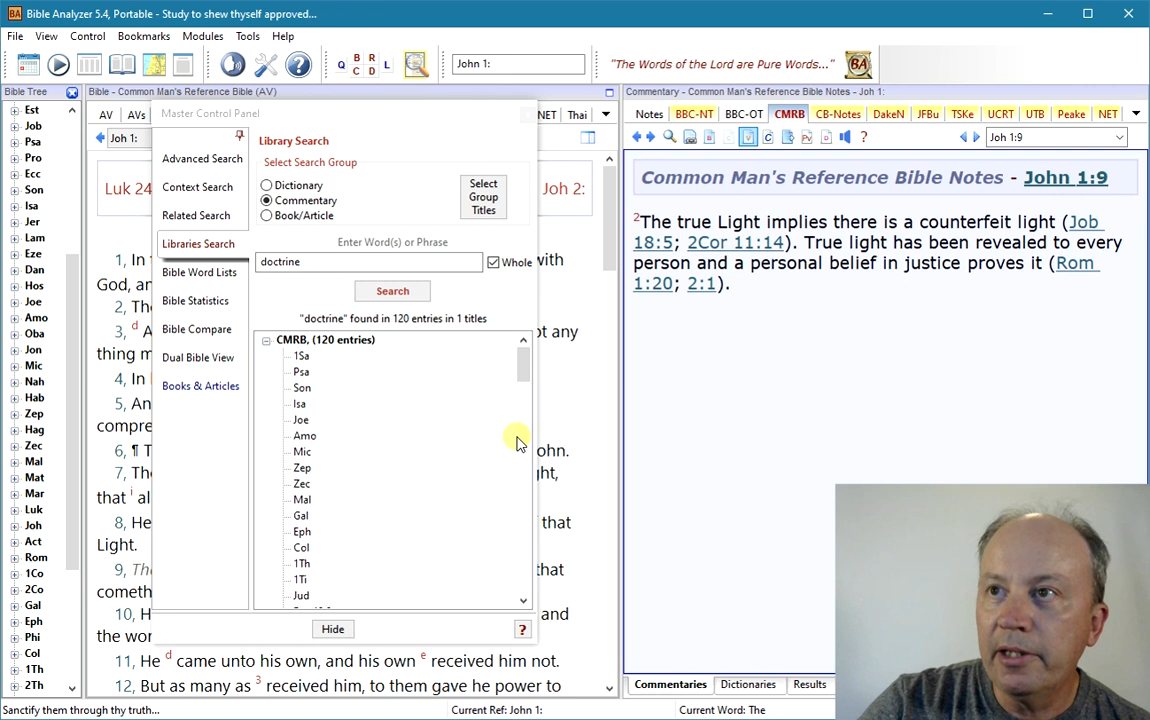 Bible Analyzer 5.4, Portable - Study to shew thyself approved...
File View Control Bookmarks Modules Tools Help
Q B R L C D
John 1:
"The Words of the Lord are Pure Words..."
BA
Bible Tree
Est
Job
Psa
Pro
Ecc
Son
Isa
Jer
Lam
Eze
Dan
Hos
Joe
Amo
Oba
Jon
Mic
Nah
Hab
Zep
Hag
Zec
Mal
Mat
Mar
Luk
Joh
Act
Rom
1Co
2Co
Gal
Eph
Phi
Col
1Th
2Th
Bible - Common Man's Reference Bible (AV)
AV AVs NET Thai
Joh 1:
Luk 24 Joh 2:
1, In with
God, an
2, The
3, d A ot any
thing m
4, In
5, An
compre
6, ¶ T ohn.
7, The ght,
that i al
8, He that
Light.
9, The that
cometh
10, H and
the wor
11, He d came unto his own, and his own e received him not.
12, But as many as 3 received him, to them gave he power to
Master Control Panel
Advanced Search
Context Search
Related Search
Libraries Search
Bible Word Lists
Bible Statistics
Bible Compare
Dual Bible View
Books & Articles
Library Search
Select Search Group
Dictionary
Commentary
Book/Article
Select
Group
Titles
Enter Word(s) or Phrase
doctrine Whole
Search
"doctrine" found in 120 entries in 1 titles
CMRB, (120 entries)
1Sa
Psa
Son
Isa
Joe
Amo
Mic
Zep
Zec
Mal
Gal
Eph
Col
1Th
1Ti
Jud
Hide ?
Commentary - Common Man's Reference Bible Notes - Joh 1:
Notes BBC-NT BBC-OT CMRB CB-Notes DakeN JFBu TSKe UCRT UTB Peake NET
Joh 1:9
Common Man's Reference Bible Notes - John 1:9
2The true Light implies there is a counterfeit light (Job
18:5; 2Cor 11:14). True light has been revealed to every
person and a personal belief in justice proves it (Rom
1:20; 2:1).
Commentaries Dictionaries Results
Sanctify them through thy truth... Current Ref: John 1: Current Word: The